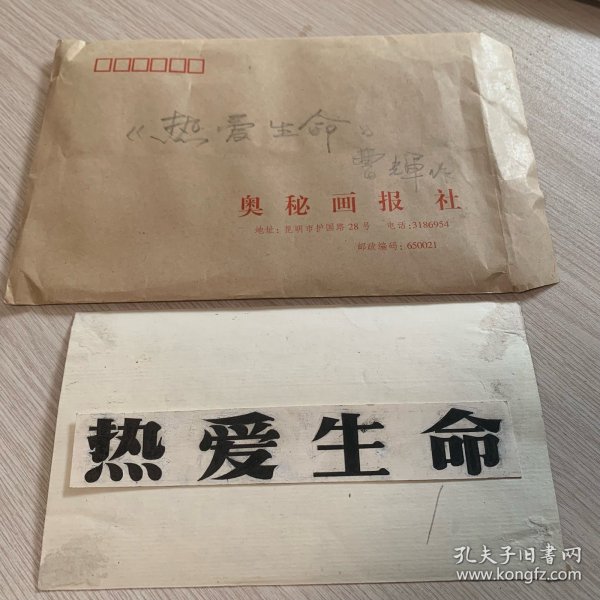 《热爱生命》
曹辉作
奥秘画报社
地址：昆明市护国路28号 电话：3186954
邮政编码：650021
热爱生命
孔夫子旧书网
www.kongfz.com